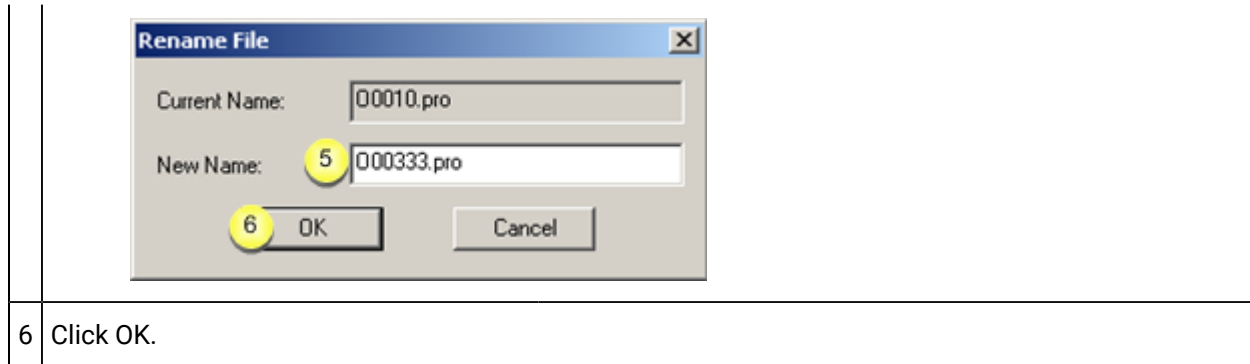 Rename File
Current Name: O0010.pro
New Name: 5 O00333.pro
6 OK Cancel
6 Click OK.